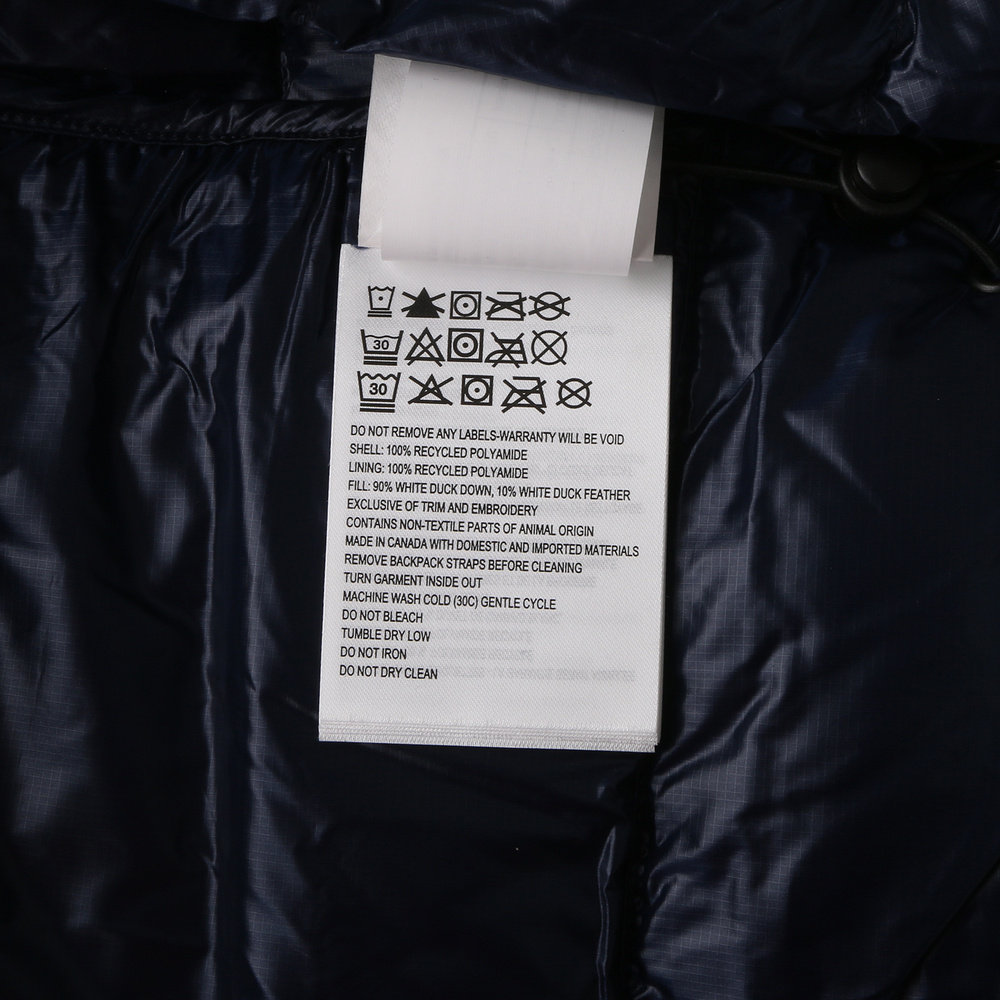 30
30
DO NOT REMOVE ANY LABELS-WARRANTY WILL BE VOID
SHELL: 100% RECYCLED POLYAMIDE
LINING: 100% RECYCLED POLYAMIDE
FILL: 90% WHITE DUCK DOWN, 10% WHITE DUCK FEATHER
EXCLUSIVE OF TRIM AND EMBROIDERY
CONTAINS NON-TEXTILE PARTS OF ANIMAL ORIGIN
MADE IN CANADA WITH DOMESTIC AND IMPORTED MATERIALS
REMOVE BACKPACK STRAPS BEFORE CLEANING
TURN GARMENT INSIDE OUT
MACHINE WASH COLD (30C) GENTLE CYCLE
DO NOT BLEACH
TUMBLE DRY LOW
DO NOT IRON
DO NOT DRY CLEAN